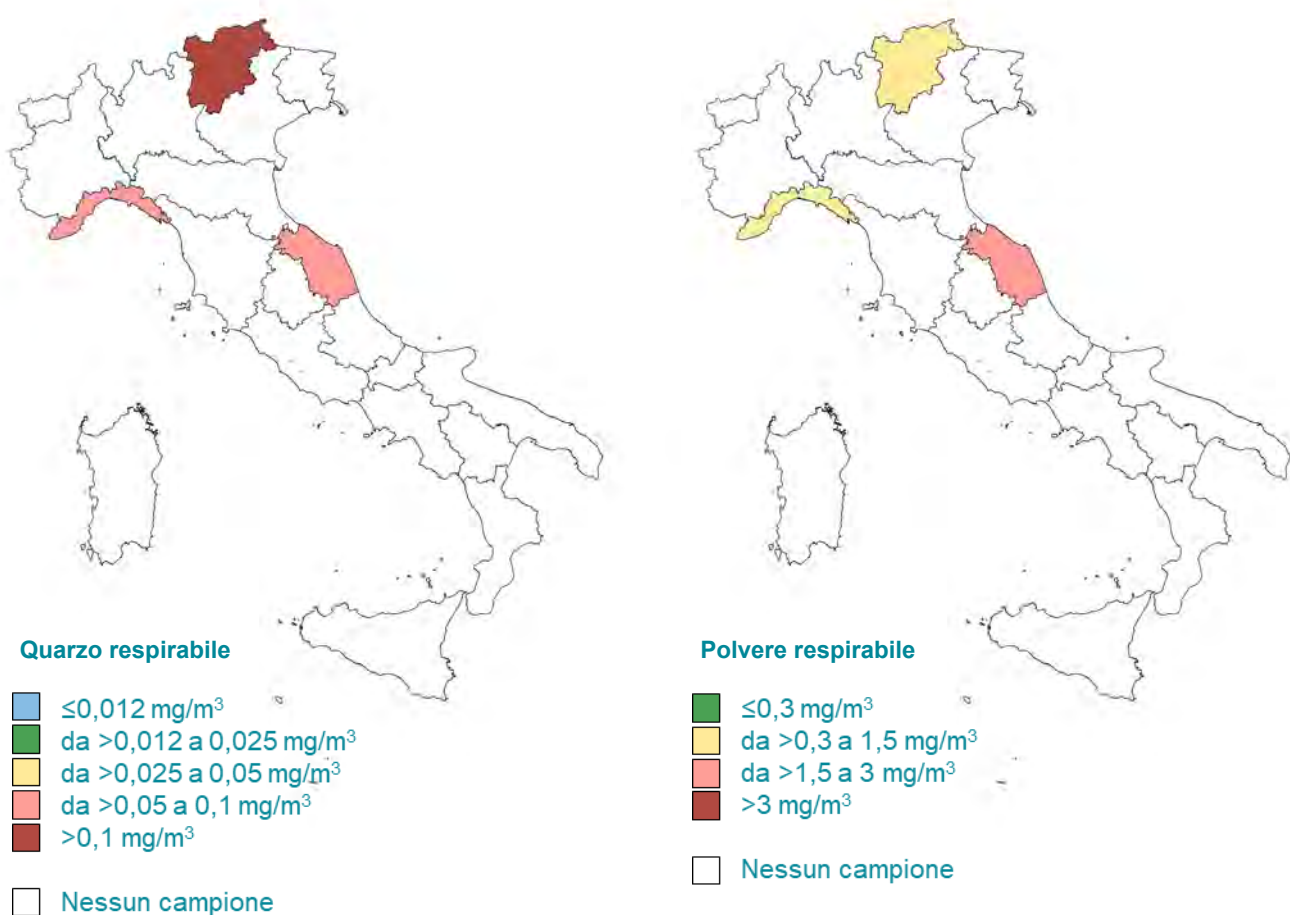 Quarzo respirabile
≤0,012 mg/m³
da >0,012 a 0,025 mg/m³
da >0,025 a 0,05 mg/m³
da >0,05 a 0,1 mg/m³
>0,1 mg/m³
Nessun campione
Polvere respirabile
≤0,3 mg/m³
da >0,3 a 1,5 mg/m³
da >1,5 a 3 mg/m³
>3 mg/m³
Nessun campione